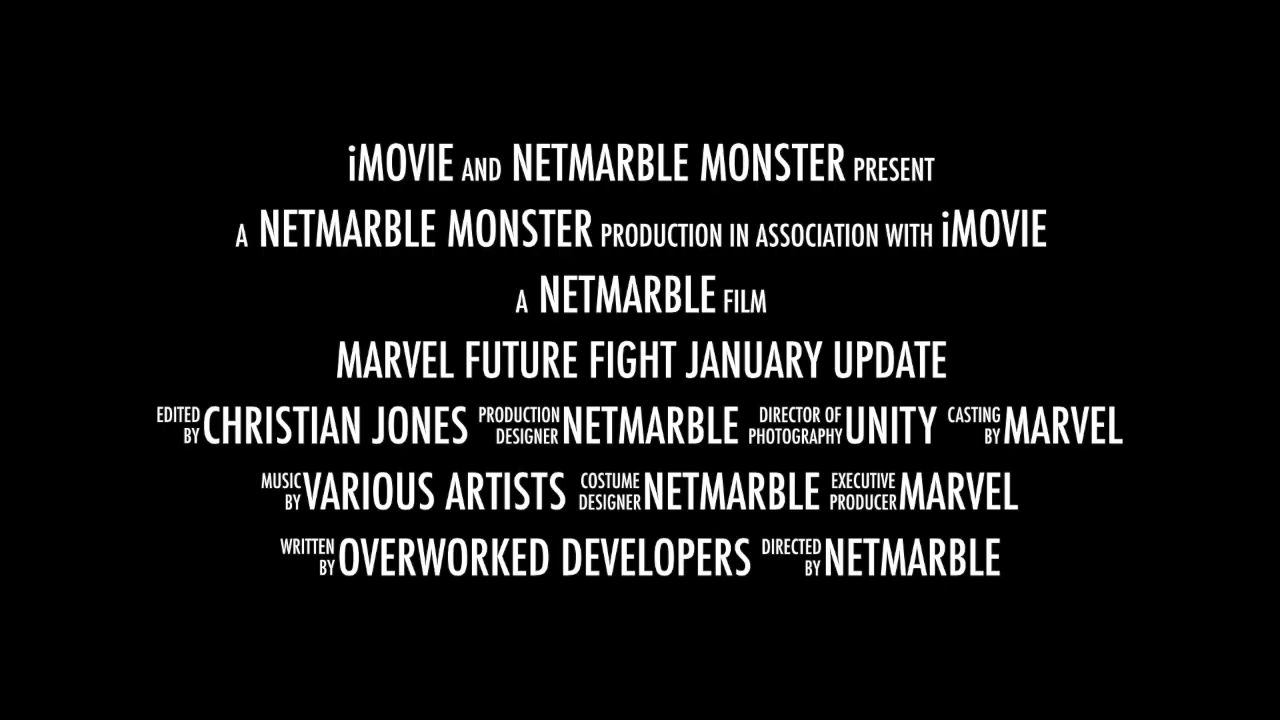 iMOVIE AND NETMARBLE MONSTER PRESENT
A NETMARBLE MONSTER PRODUCTION IN ASSOCIATION WITH iMOVIE
A NETMARBLE FILM
MARVEL FUTURE FIGHT JANUARY UPDATE
EDITED BY CHRISTIAN JONES PRODUCTION DESIGNER NETMARBLE DIRECTOR OF PHOTOGRAPHY UNITY CASTING BY MARVEL
MUSIC BY VARIOUS ARTISTS COSTUME DESIGNER NETMARBLE EXECUTIVE PRODUCER MARVEL
WRITTEN BY OVERWORKED DEVELOPERS DIRECTED BY NETMARBLE